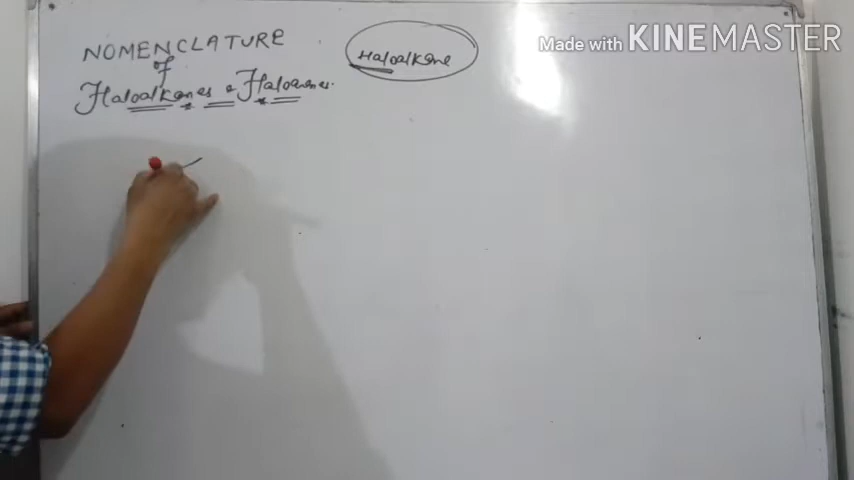 NOMENCLATURE
of
Haloalkanes & Haloarenes.
Haloalkane
Made with KINEMASTER